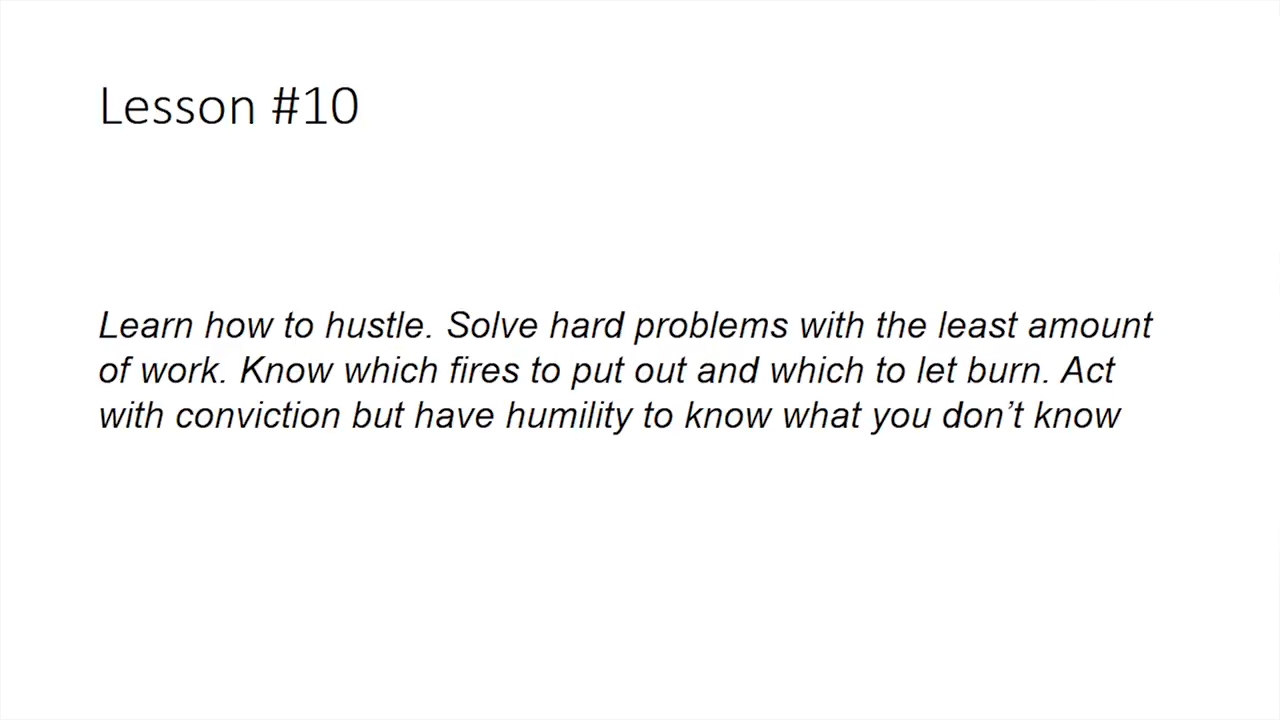 Lesson #10
Learn how to hustle. Solve hard problems with the least amount
of work. Know which fires to put out and which to let burn. Act
with conviction but have humility to know what you don’t know